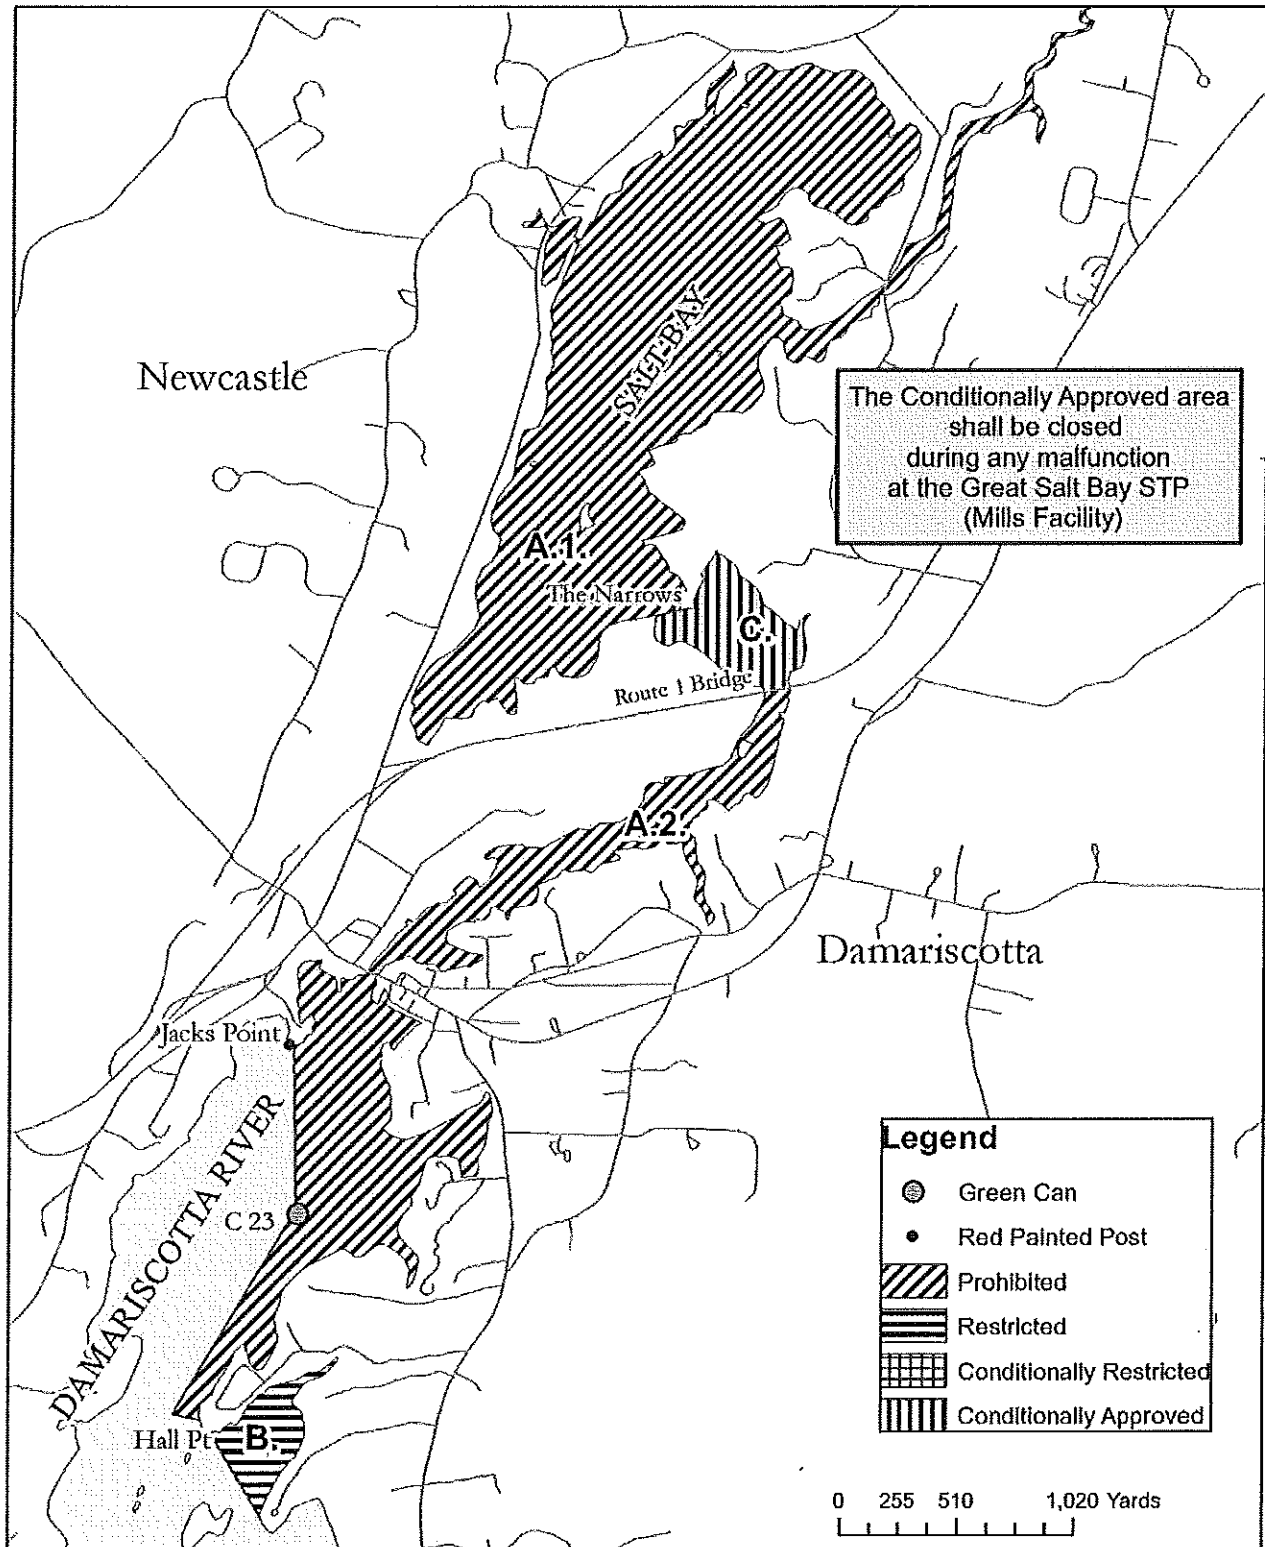 SALT BAY
Newcastle
The Conditionally Approved area
shall be closed
during any malfunction
at the Great Salt Bay STP
(Mills Facility)
A.1.
The Narrows
C.
Route 1 Bridge
A.2.
Damariscotta
Jacks Point
DAMARISCOTTA RIVER
C 23
Hall Pt
B.
Legend
Green Can
Red Painted Post
Prohibited
Restricted
Conditionally Restricted
Conditionally Approved
0 255 510 1,020 Yards